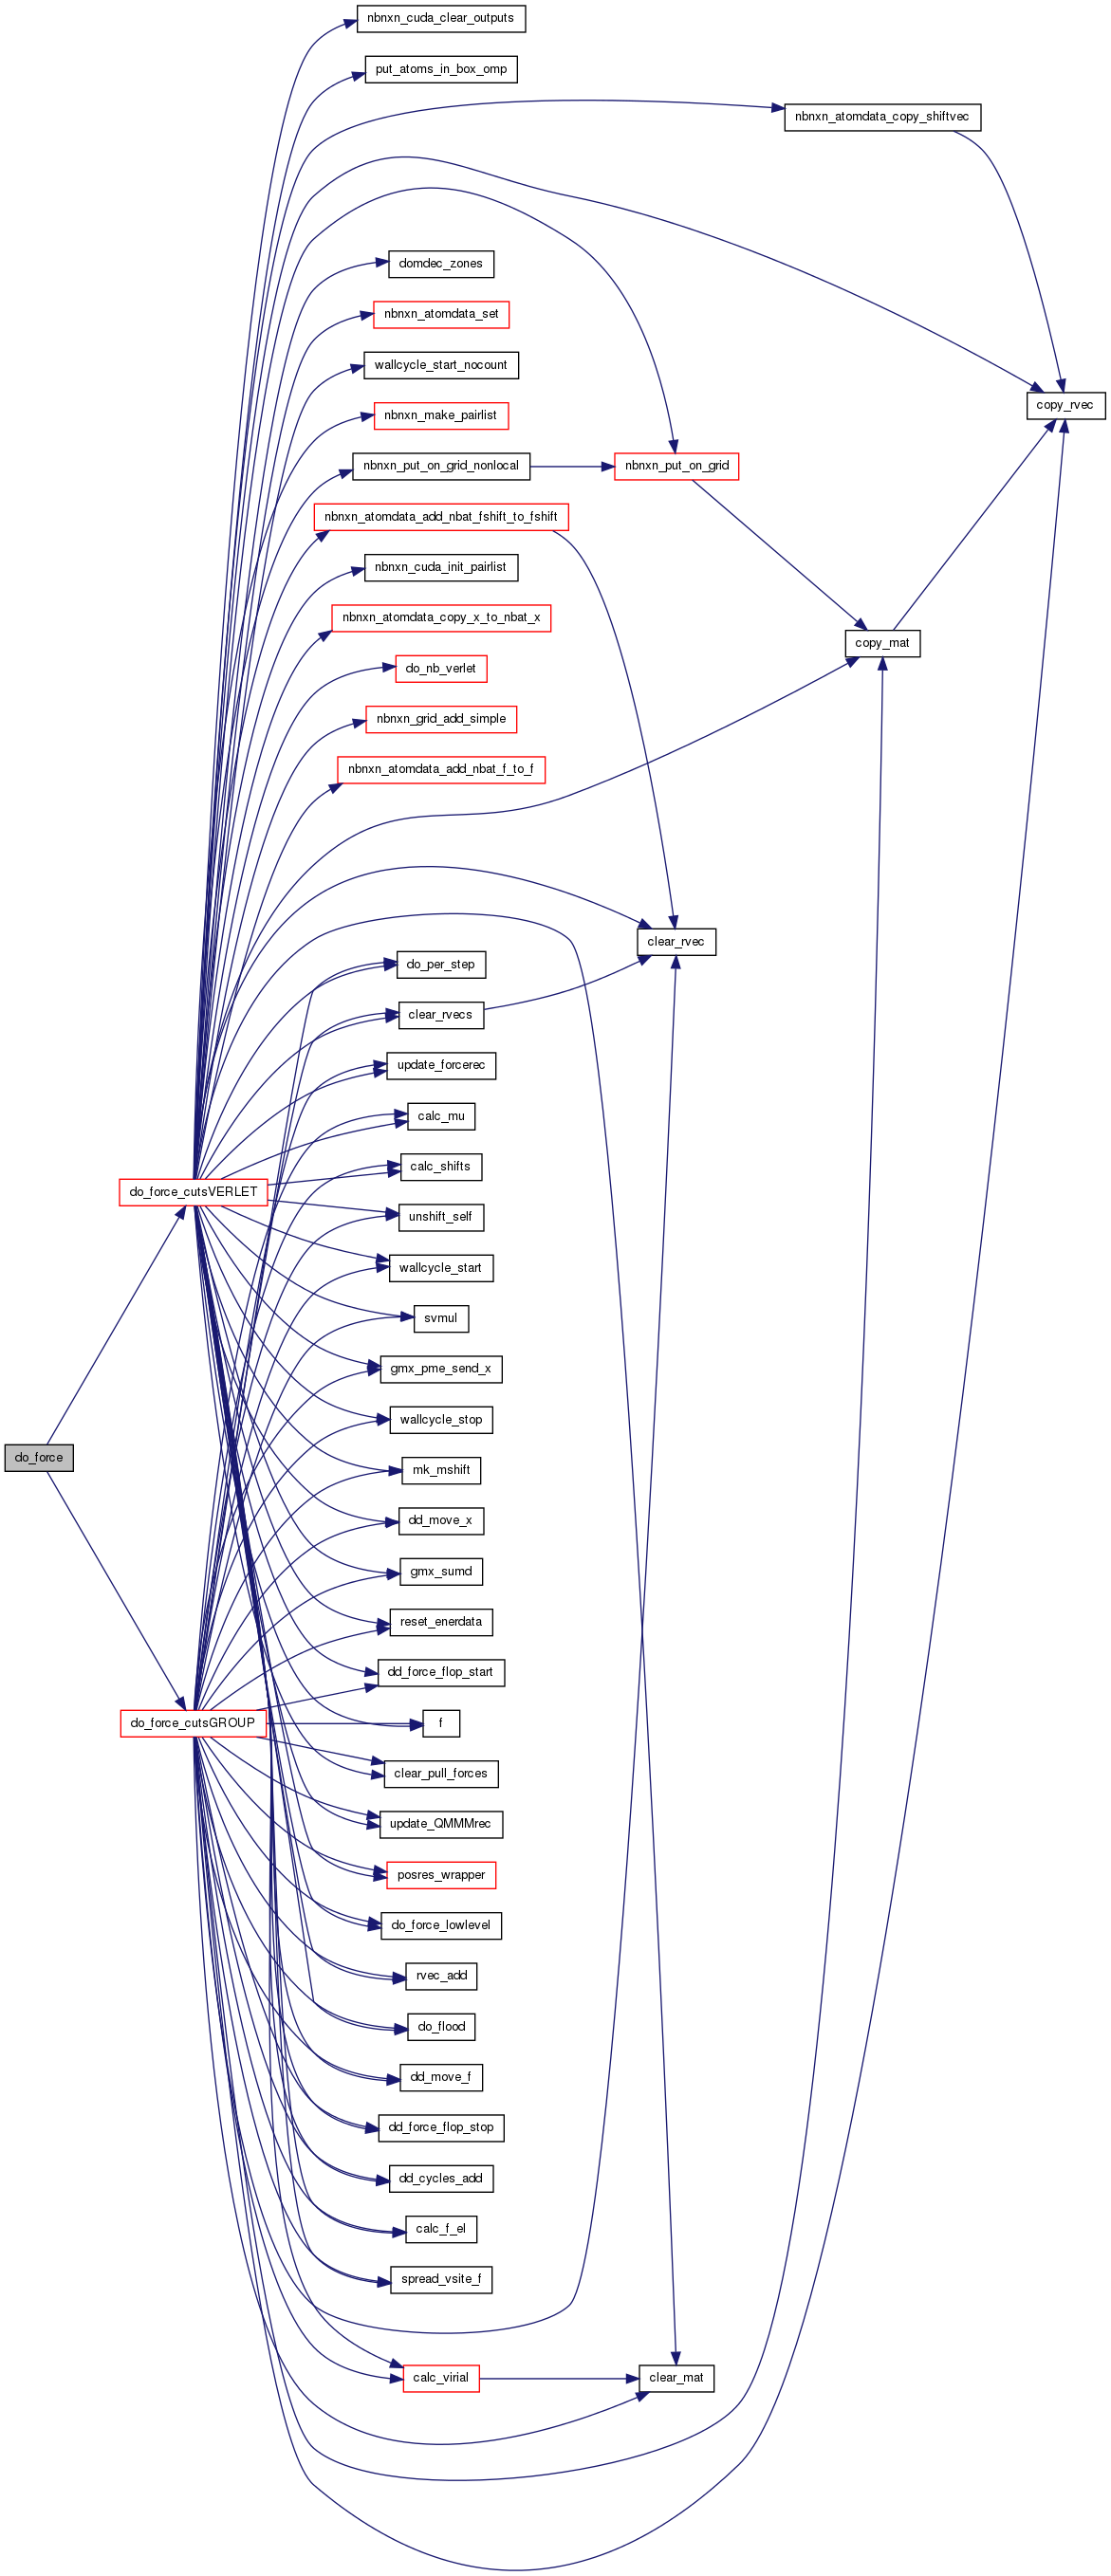 nbnxn_cuda_clear_outputs
put_atoms_in_box_omp
nbnxn_atomdata_copy_shiftvec
domdec_zones
nbnxn_atomdata_set
wallcycle_start_nocount
copy_rvec
nbnxn_make_pairlist
nbnxn_put_on_grid_nonlocal
nbnxn_put_on_grid
nbnxn_atomdata_add_nbat_fshift_to_fshift
nbnxn_cuda_init_pairlist
nbnxn_atomdata_copy_x_to_nbat_x
copy_mat
do_nb_verlet
nbnxn_grid_add_simple
nbnxn_atomdata_add_nbat_f_to_f
clear_rvec
do_per_step
clear_rvecs
update_forcerec
calc_mu
calc_shifts
do_force_cutsVERLET
unshift_self
wallcycle_start
svmul
gmx_pme_send_x
wallcycle_stop
do_force
mk_mshift
dd_move_x
gmx_sumd
reset_enerdata
dd_force_flop_start
do_force_cutsGROUP
f
clear_pull_forces
update_QMMMrec
posres_wrapper
do_force_lowlevel
rvec_add
do_flood
dd_move_f
dd_force_flop_stop
dd_cycles_add
calc_f_el
spread_vsite_f
calc_virial
clear_mat